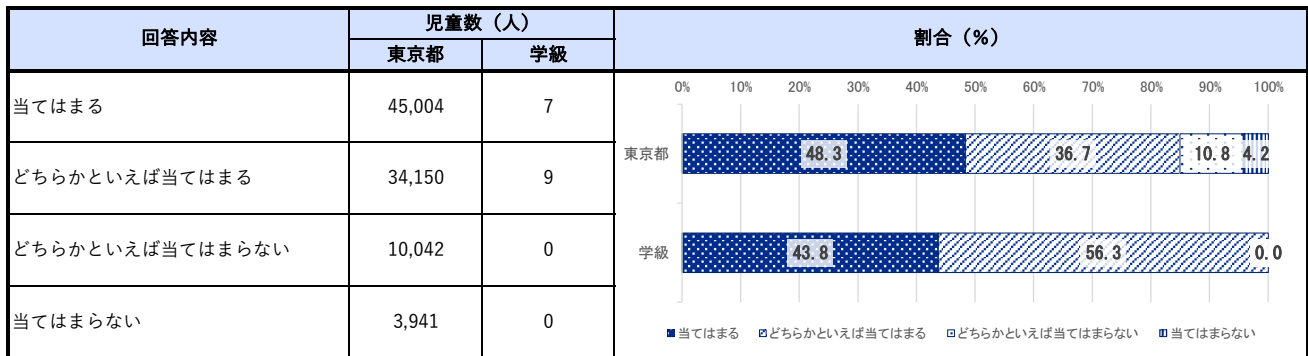 回答内容
児童数（人）
東京都
学級
割合（%）
当てはまる
45,004
7
どちらかといえば当てはまる
34,150
9
どちらかといえば当てはまらない
10,042
0
当てはまらない
3,941
0
0% 10% 20% 30% 40% 50% 60% 70% 80% 90% 100%
東京都 48.3 36.7 10.8 4.2
学級 43.8 56.3 0.0
当てはまる どちらかといえば当てはまる どちらかといえば当てはまらない 当てはまらない